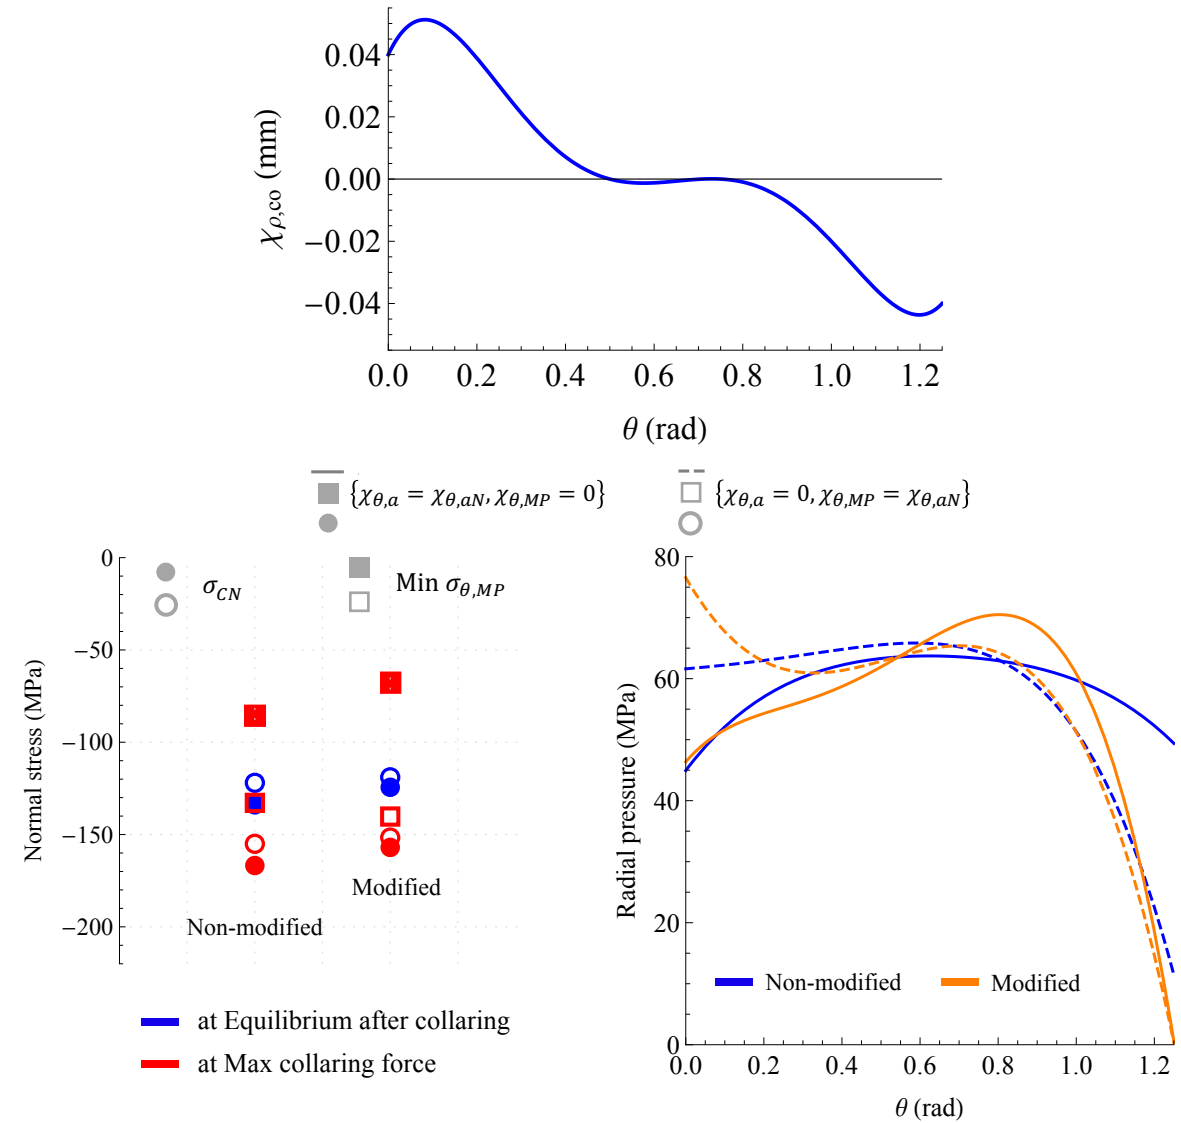 0.04
0.02
0.00
−0.02
−0.04
χρ,co (mm)
0.0 0.2 0.4 0.6 0.8 1.0 1.2
θ (rad)
{χθ,a = χθ,aN, χθ,MP = 0}
{χθ,a = 0, χθ,MP = χθ,aN}
σCN
Min σθ,MP
0
−50
−100
−150
−200
Normal stress (MPa)
Non-modified
Modified
at Equilibrium after collaring
at Max collaring force
80
60
40
20
0
Radial pressure (MPa)
Non-modified Modified
0.0 0.2 0.4 0.6 0.8 1.0 1.2
θ (rad)